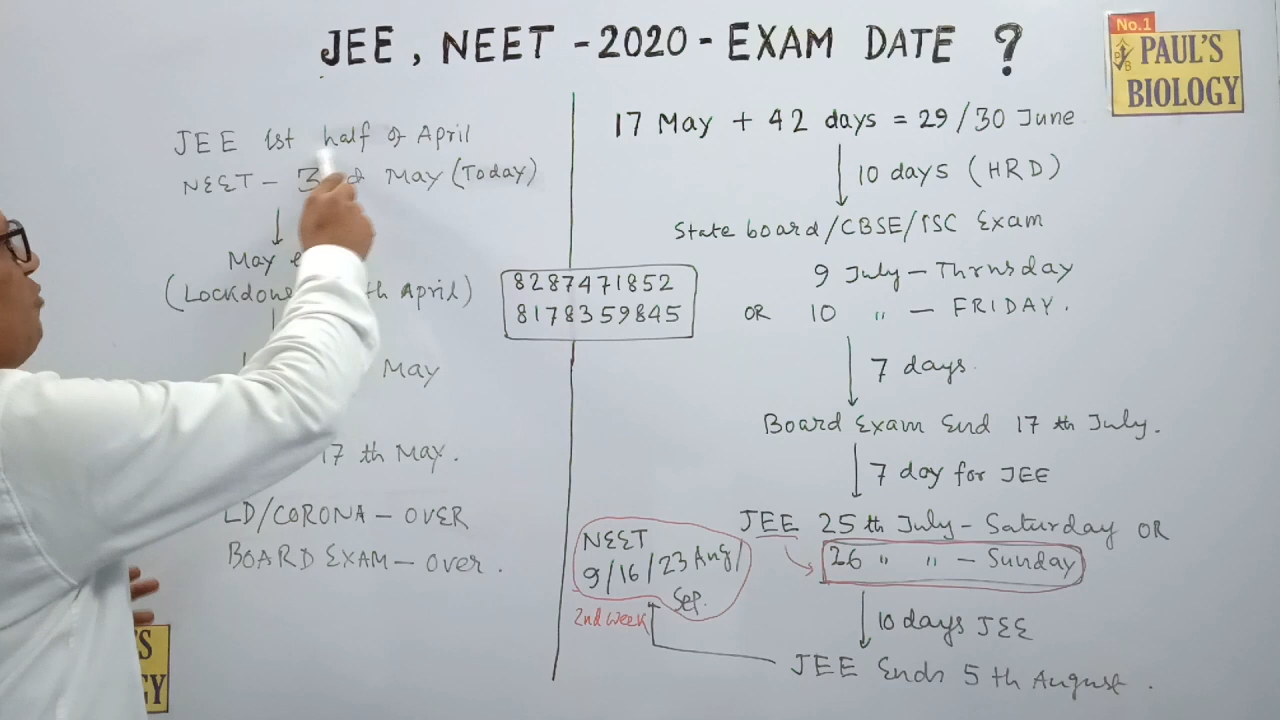 JEE, NEET - 2020 - EXAM DATE ?
No.1
PAUL'S
BIOLOGY
JEE 1st half of April
NEET - 3 May (Today)
May
(Lockdown th April)
May
17 th May.
LD/CORONA - OVER
BOARD EXAM - Over.
8287471852
8178359845
17 May + 42 days = 29/30 June
10 days (HRD)
State board/CBSE/ISC Exam
9 July - Thrnsday
OR 10 " - FRIDAY.
7 days.
Board Exam End 17 th July.
7 day for JEE
JEE 25 th July - Saturday OR
26 " " - Sunday
10 days JEE
JEE Ends 5 th August.
NEET
9/16/23 Aug/
Sep.
2nd week